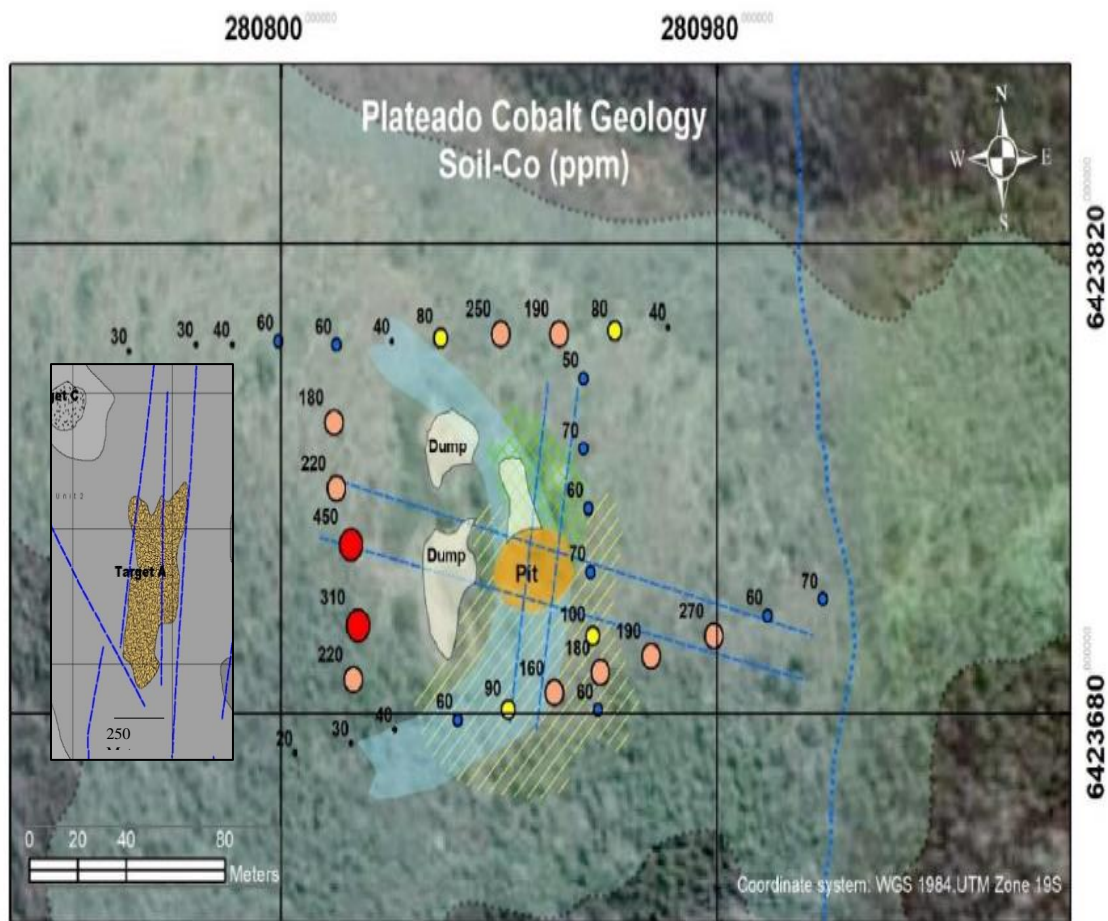 280800
280980
Plateado Cobalt Geology
Soil-Co (ppm)
N
W
E
S
6423820
6423680
30
30
40
60
60
40
80
250
190
80
40
50
180
70
220
60
450
70
310
100
270
60
70
190
180
220
160
60
90
60
40
30
20
Dump
Dump
Pit
get C
Target A
250
0 20 40 80
Meters
Coordinate system: WGS 1984,UTM Zone 19S